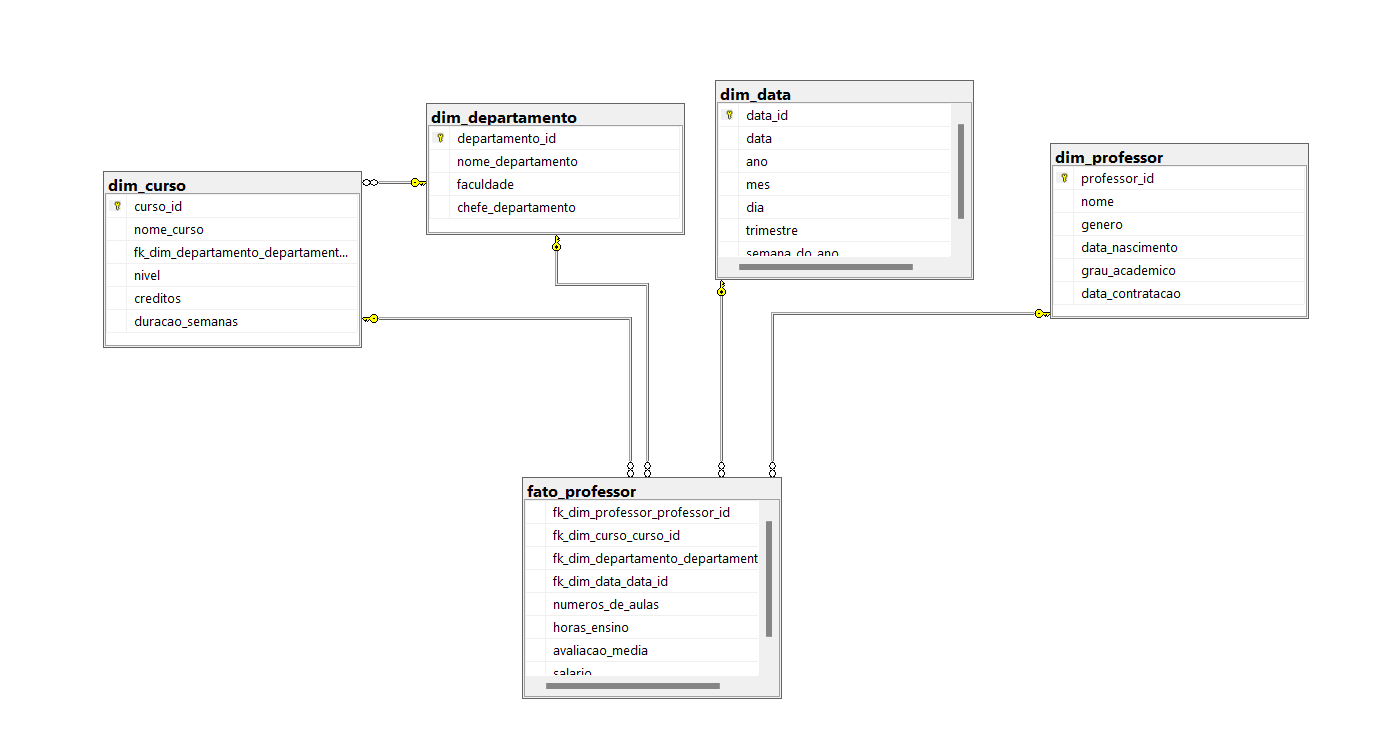 dim_curso
curso_id
nome_curso
fk_dim_departamento_departament...
nivel
creditos
duracao_semanas
dim_departamento
departamento_id
nome_departamento
faculdade
chefe_departamento
dim_data
data_id
data
ano
mes
dia
trimestre
semana_do_ano
dim_professor
professor_id
nome
genero
data_nascimento
grau_academico
data_contratacao
fato_professor
fk_dim_professor_professor_id
fk_dim_curso_curso_id
fk_dim_departamento_departament
fk_dim_data_data_id
numeros_de_aulas
horas_ensino
avaliacao_media
salario